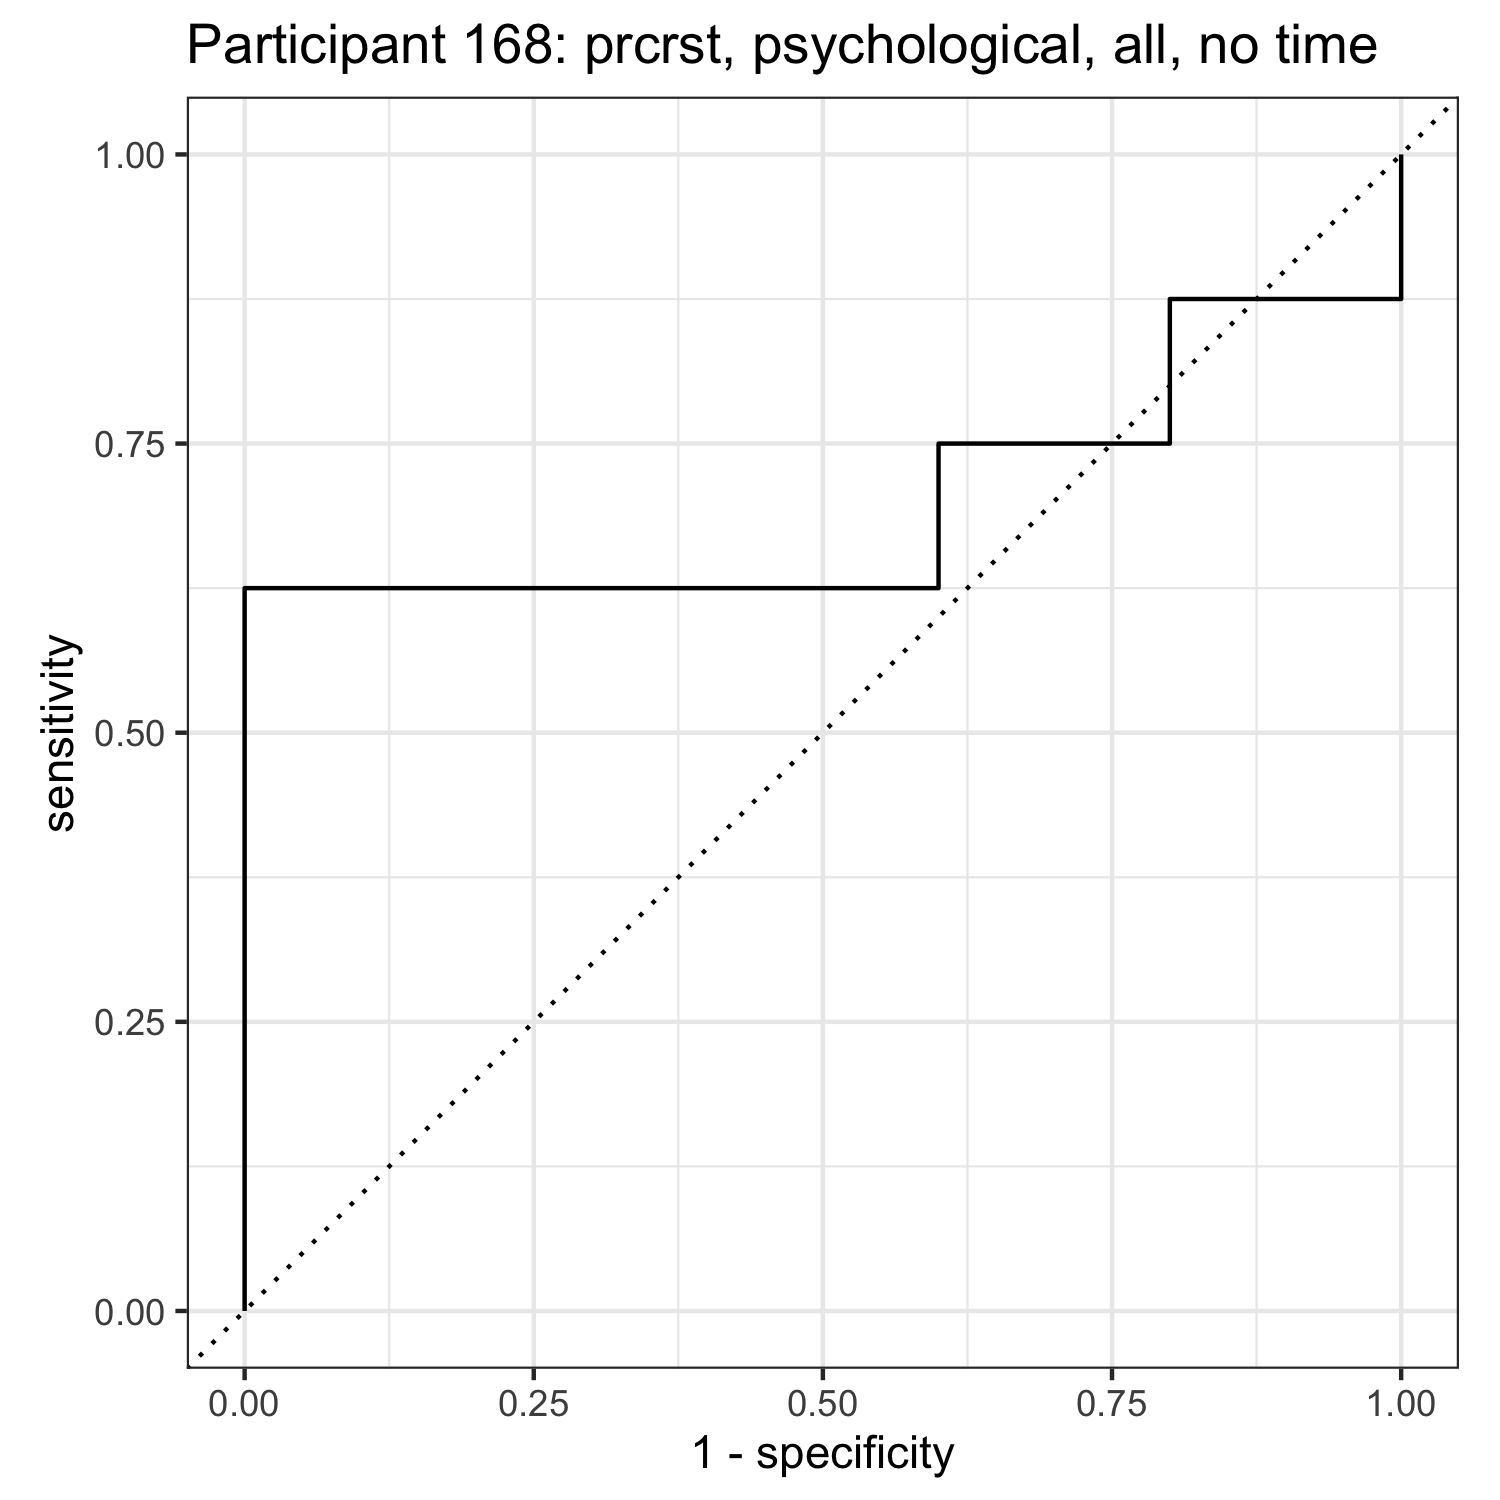 Participant 168: prcrst, psychological, all, no time
1.00
0.75
0.50
0.25
0.00
sensitivity
0.00 0.25 0.50 0.75 1.00
1 - specificity